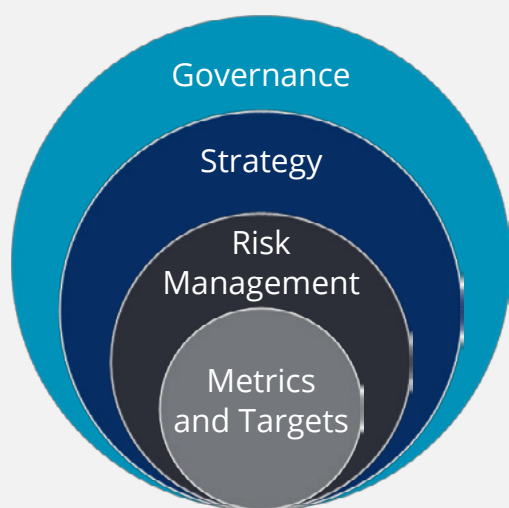 Governance
Strategy
Risk
Management
Metrics
and Targets